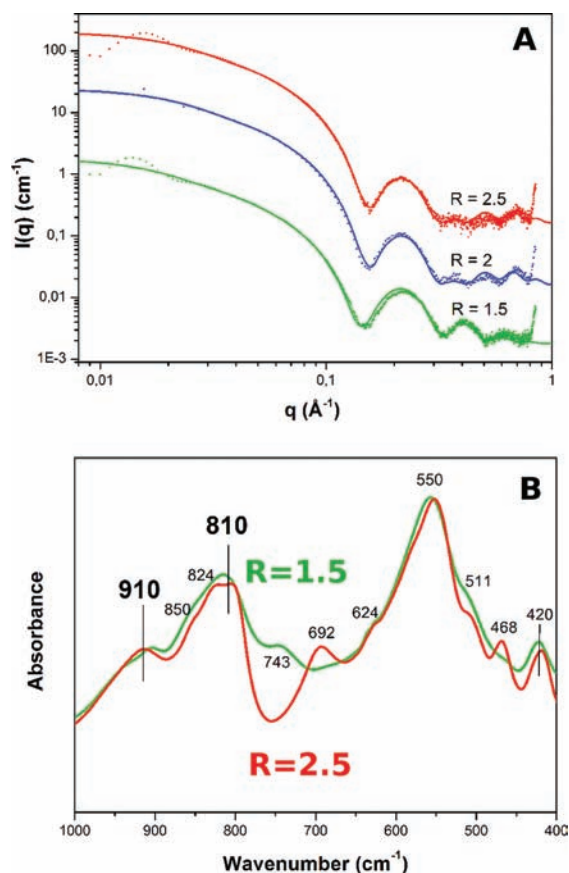 A
100
10
1
0,1
0,01
1E-3
I(q) (cm⁻¹)
R = 2.5
R = 2
R = 1.5
0,01 0,1 1
q (Å⁻¹)
B
550
810
R=1.5
910
824
850
743
692
624
511
468
420
R=2.5
Absorbance
1000 900 800 700 600 500 400
Wavenumber (cm⁻¹)